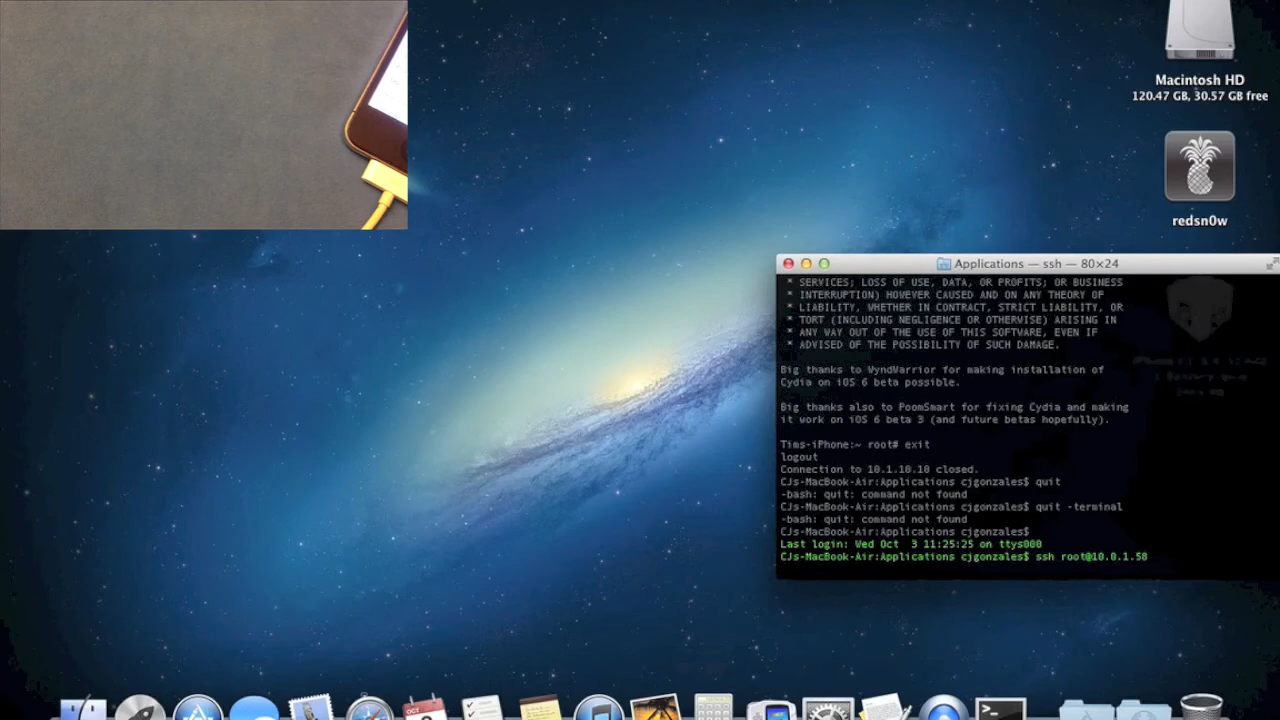 Macintosh HD
120.47 GB, 30.57 GB free
redsn0w
Applications — ssh — 80×24
* SERVICES; LOSS OF USE, DATA, OR PROFITS; OR BUSINESS
* INTERRUPTION) HOWEVER CAUSED AND ON ANY THEORY OF
* LIABILITY, WHETHER IN CONTRACT, STRICT LIABILITY, OR
* TORT (INCLUDING NEGLIGENCE OR OTHERWISE) ARISING IN
* ANY WAY OUT OF THE USE OF THIS SOFTWARE, EVEN IF
* ADVISED OF THE POSSIBILITY OF SUCH DAMAGE.
Big thanks to WyndWarrior for making installation of
Cydia on iOS 6 beta possible.
Big thanks also to PoomSmart for fixing Cydia and making
it work on iOS 6 beta 3 (and future betas hopefully).
Tims-iPhone:~ root# exit
logout
Connection to 10.1.10.10 closed.
CJs-MacBook-Air:Applications cjgonzales$ quit
-bash: quit: command not found
CJs-MacBook-Air:Applications cjgonzales$ quit -terminal
-bash: quit: command not found
CJs-MacBook-Air:Applications cjgonzales$
Last login: Wed Oct  3 11:25:25 on ttys000
CJs-MacBook-Air:Applications cjgonzales$ ssh root@10.0.1.58
OCT